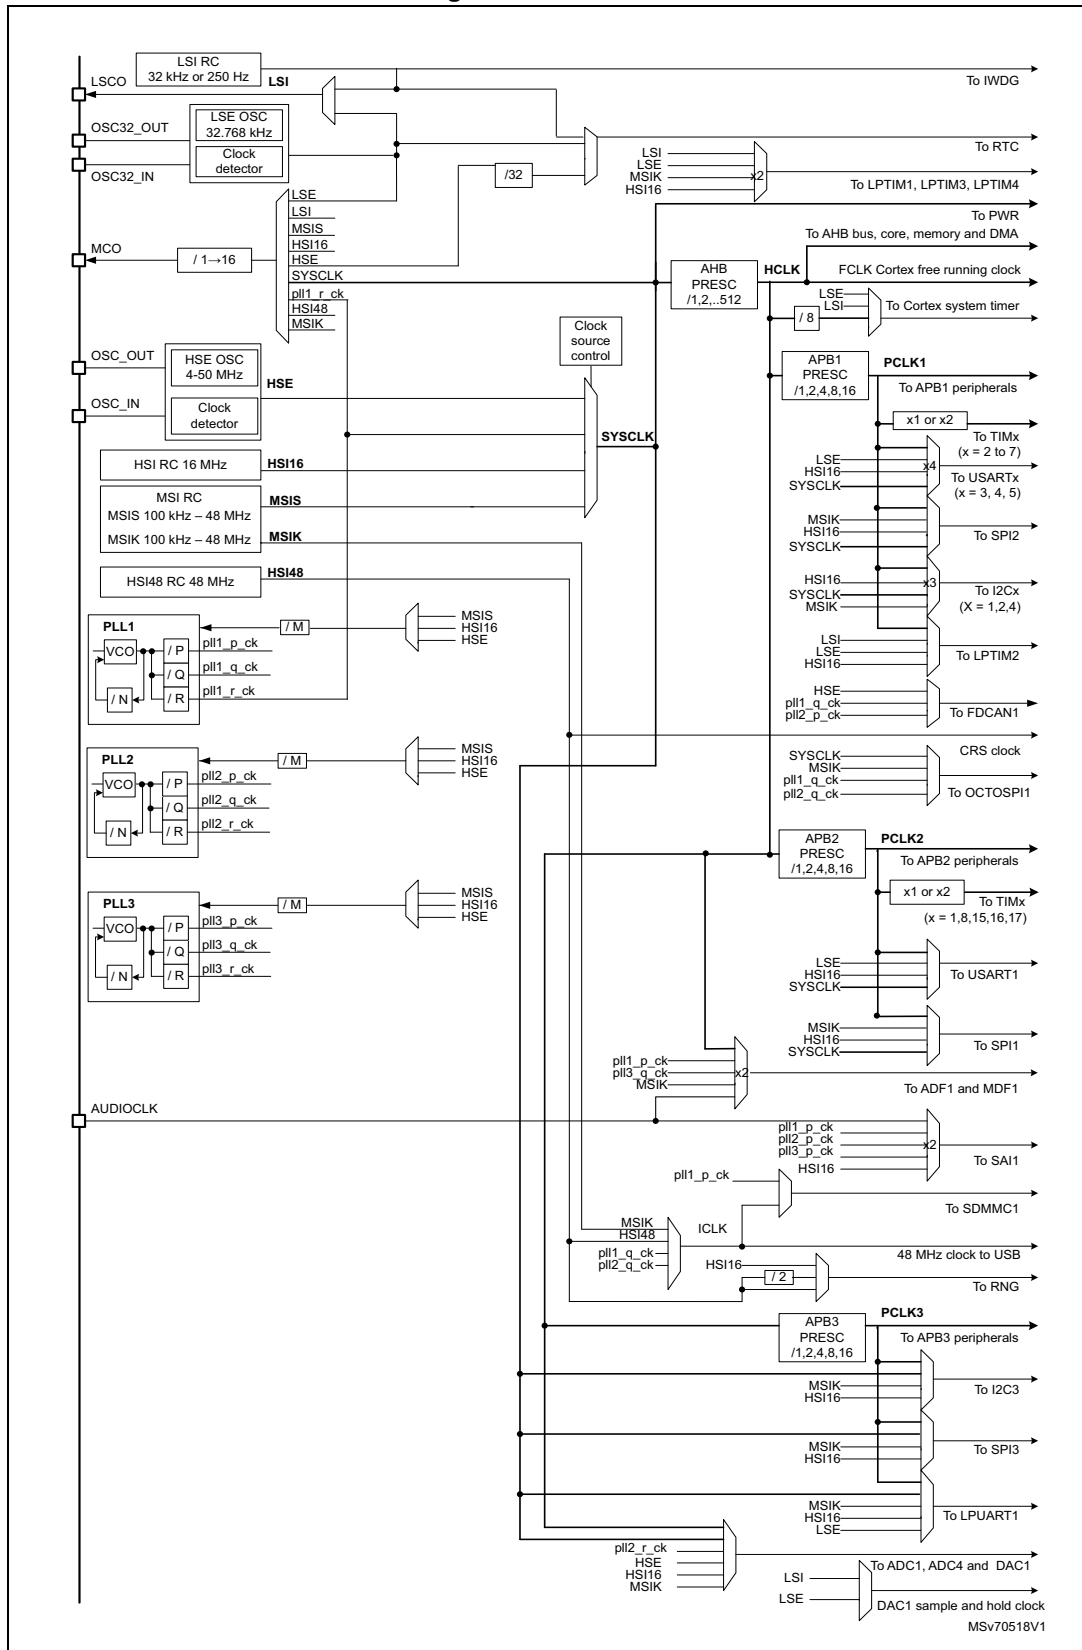 LSI RC
32 kHz or 250 Hz
LSCO
LSI
To IWDG
LSE OSC
32.768 kHz
OSC32_OUT
Clock
detector
OSC32_IN
To RTC
/32
LSI
LSE
MSIK
HSI16
x2
To LPTIM1, LPTIM3, LPTIM4
LSE
LSI
MSIS
HSI16
HSE
SYSCLK
pll1_r_ck
HSI48
MSIK
MCO
/ 1→16
To PWR
To AHB bus, core, memory and DMA
AHB
PRESC
/1,2,..512
HCLK
FCLK Cortex free running clock
LSE
LSI
/ 8
To Cortex system timer
Clock
source
control
OSC_OUT
HSE OSC
4-50 MHz
HSE
OSC_IN
Clock
detector
APB1
PRESC
/1,2,4,8,16
PCLK1
To APB1 peripherals
x1 or x2
To TIMx
(x = 2 to 7)
SYSCLK
HSI RC 16 MHz
HSI16
LSE
HSI16
SYSCLK
x4
To USARTx
(x = 3, 4, 5)
MSI RC
MSIS 100 kHz – 48 MHz
MSIK 100 kHz – 48 MHz
MSIS
MSIK
MSIK
HSI16
SYSCLK
To SPI2
HSI48 RC 48 MHz
HSI48
HSI16
SYSCLK
MSIK
x3
To I2Cx
(X = 1,2,4)
PLL1
VCO
/ N
/ P
/ Q
/ R
pll1_p_ck
pll1_q_ck
pll1_r_ck
/ M
MSIS
HSI16
HSE
LSI
LSE
HSI16
To LPTIM2
HSE
pll1_q_ck
pll2_p_ck
To FDCAN1
CRS clock
PLL2
VCO
/ N
/ P
/ Q
/ R
pll2_p_ck
pll2_q_ck
pll2_r_ck
/ M
MSIS
HSI16
HSE
SYSCLK
MSIK
pll1_q_ck
pll2_q_ck
To OCTOSPI1
APB2
PRESC
/1,2,4,8,16
PCLK2
To APB2 peripherals
x1 or x2
To TIMx
(x = 1,8,15,16,17)
PLL3
VCO
/ N
/ P
/ Q
/ R
pll3_p_ck
pll3_q_ck
pll3_r_ck
/ M
MSIS
HSI16
HSE
LSE
HSI16
SYSCLK
To USART1
MSIK
HSI16
SYSCLK
To SPI1
pll1_p_ck
pll3_q_ck
MSIK
x2
To ADF1 and MDF1
AUDIOCLK
pll1_p_ck
pll2_p_ck
pll3_p_ck
HSI16
x2
To SAI1
pll1_p_ck
To SDMMC1
MSIK
HSI48
pll1_q_ck
pll2_q_ck
ICLK
48 MHz clock to USB
HSI16
/ 2
To RNG
APB3
PRESC
/1,2,4,8,16
PCLK3
To APB3 peripherals
MSIK
HSI16
To I2C3
MSIK
HSI16
To SPI3
MSIK
HSI16
LSE
To LPUART1
pll2_r_ck
HSE
HSI16
MSIK
To ADC1, ADC4 and DAC1
LSI
LSE
DAC1 sample and hold clock
MSv70518V1